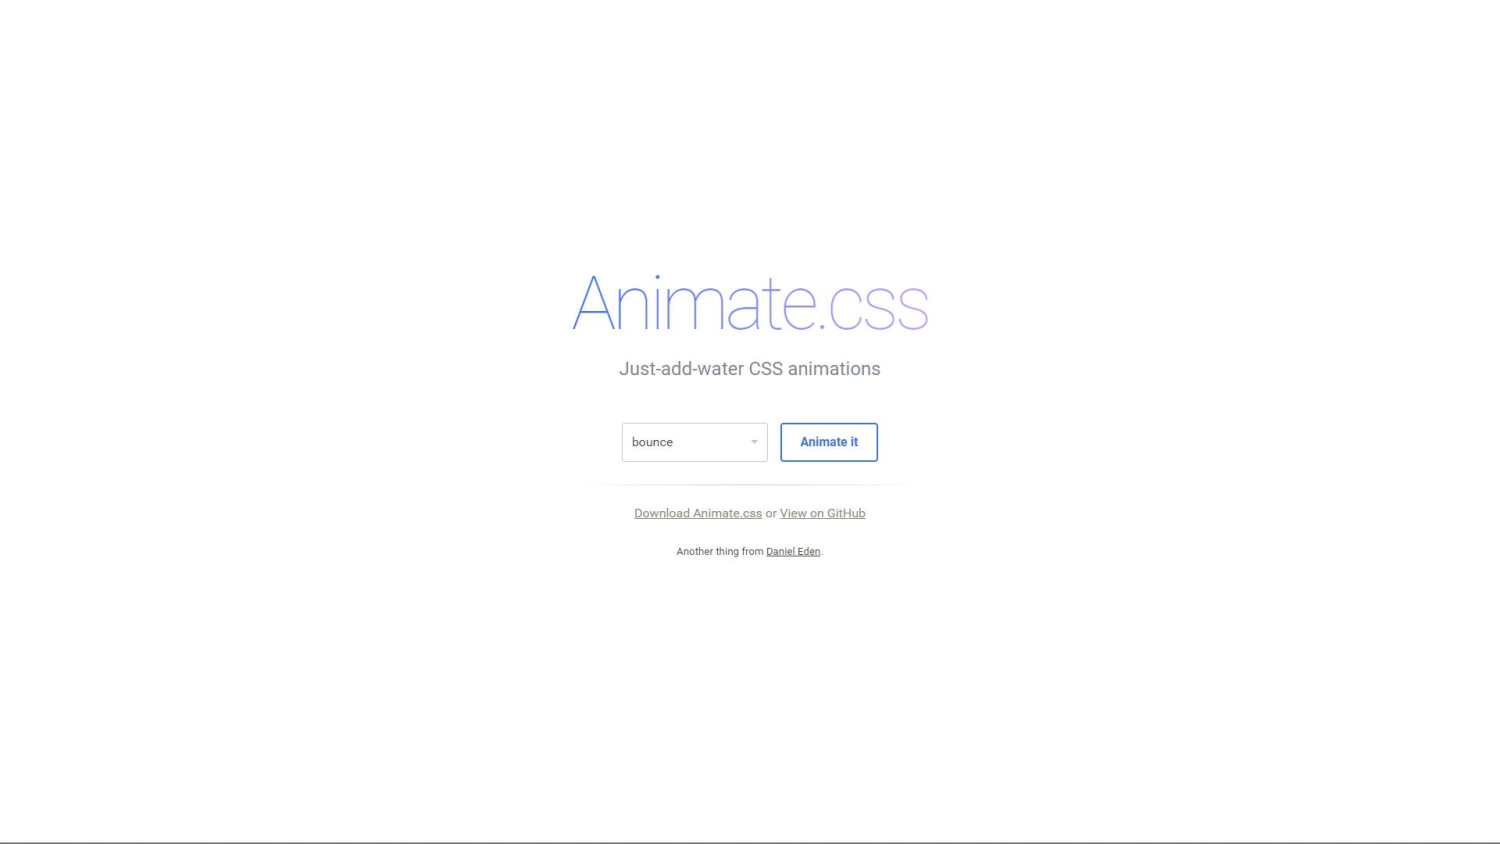 Animate.css
Just-add-water CSS animations
bounce
Animate it
Download Animate.css or View on GitHub
Another thing from Daniel Eden.